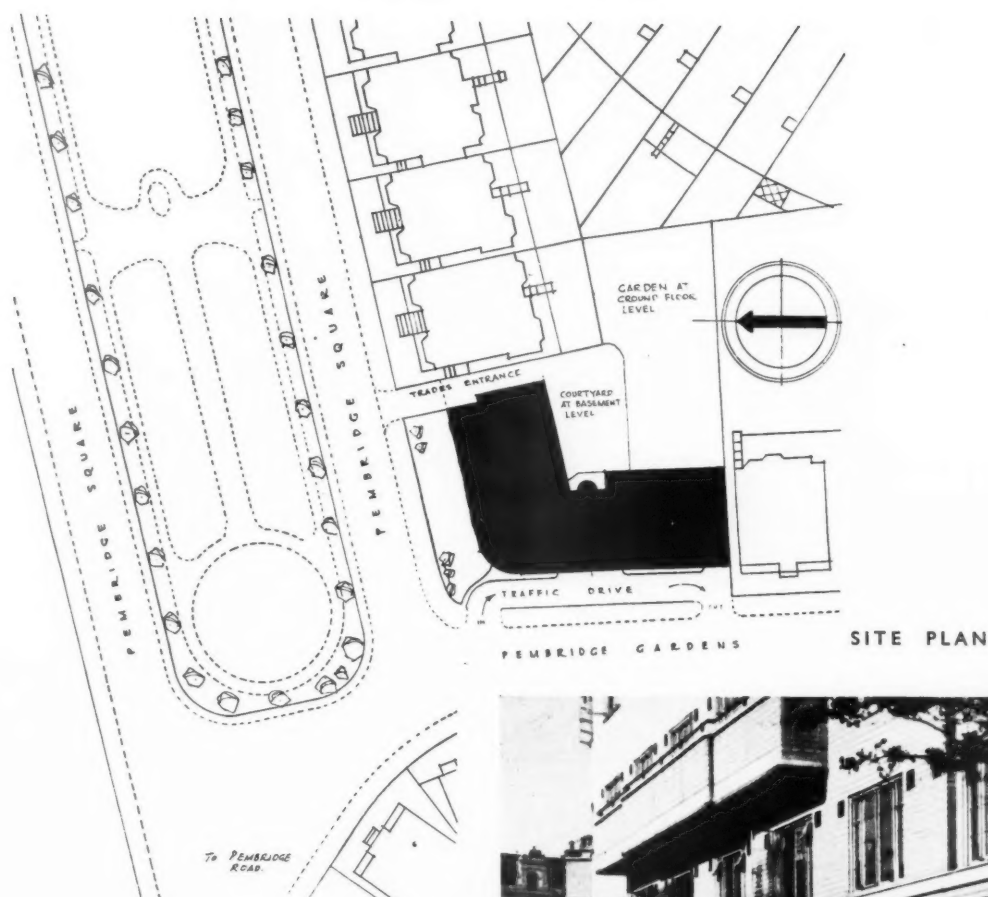 PEMBRIDGE SQUARE
PEMBRIDGE SQUARE
GARDEN AT
GROUND FLOOR
LEVEL
TRADES ENTRANCE
COURTYARD
AT BASEMENT
LEVEL
TRAFFIC DRIVE
IN
OUT
PEMBRIDGE GARDENS
SITE PLAN
TO PEMBRIDGE
ROAD.